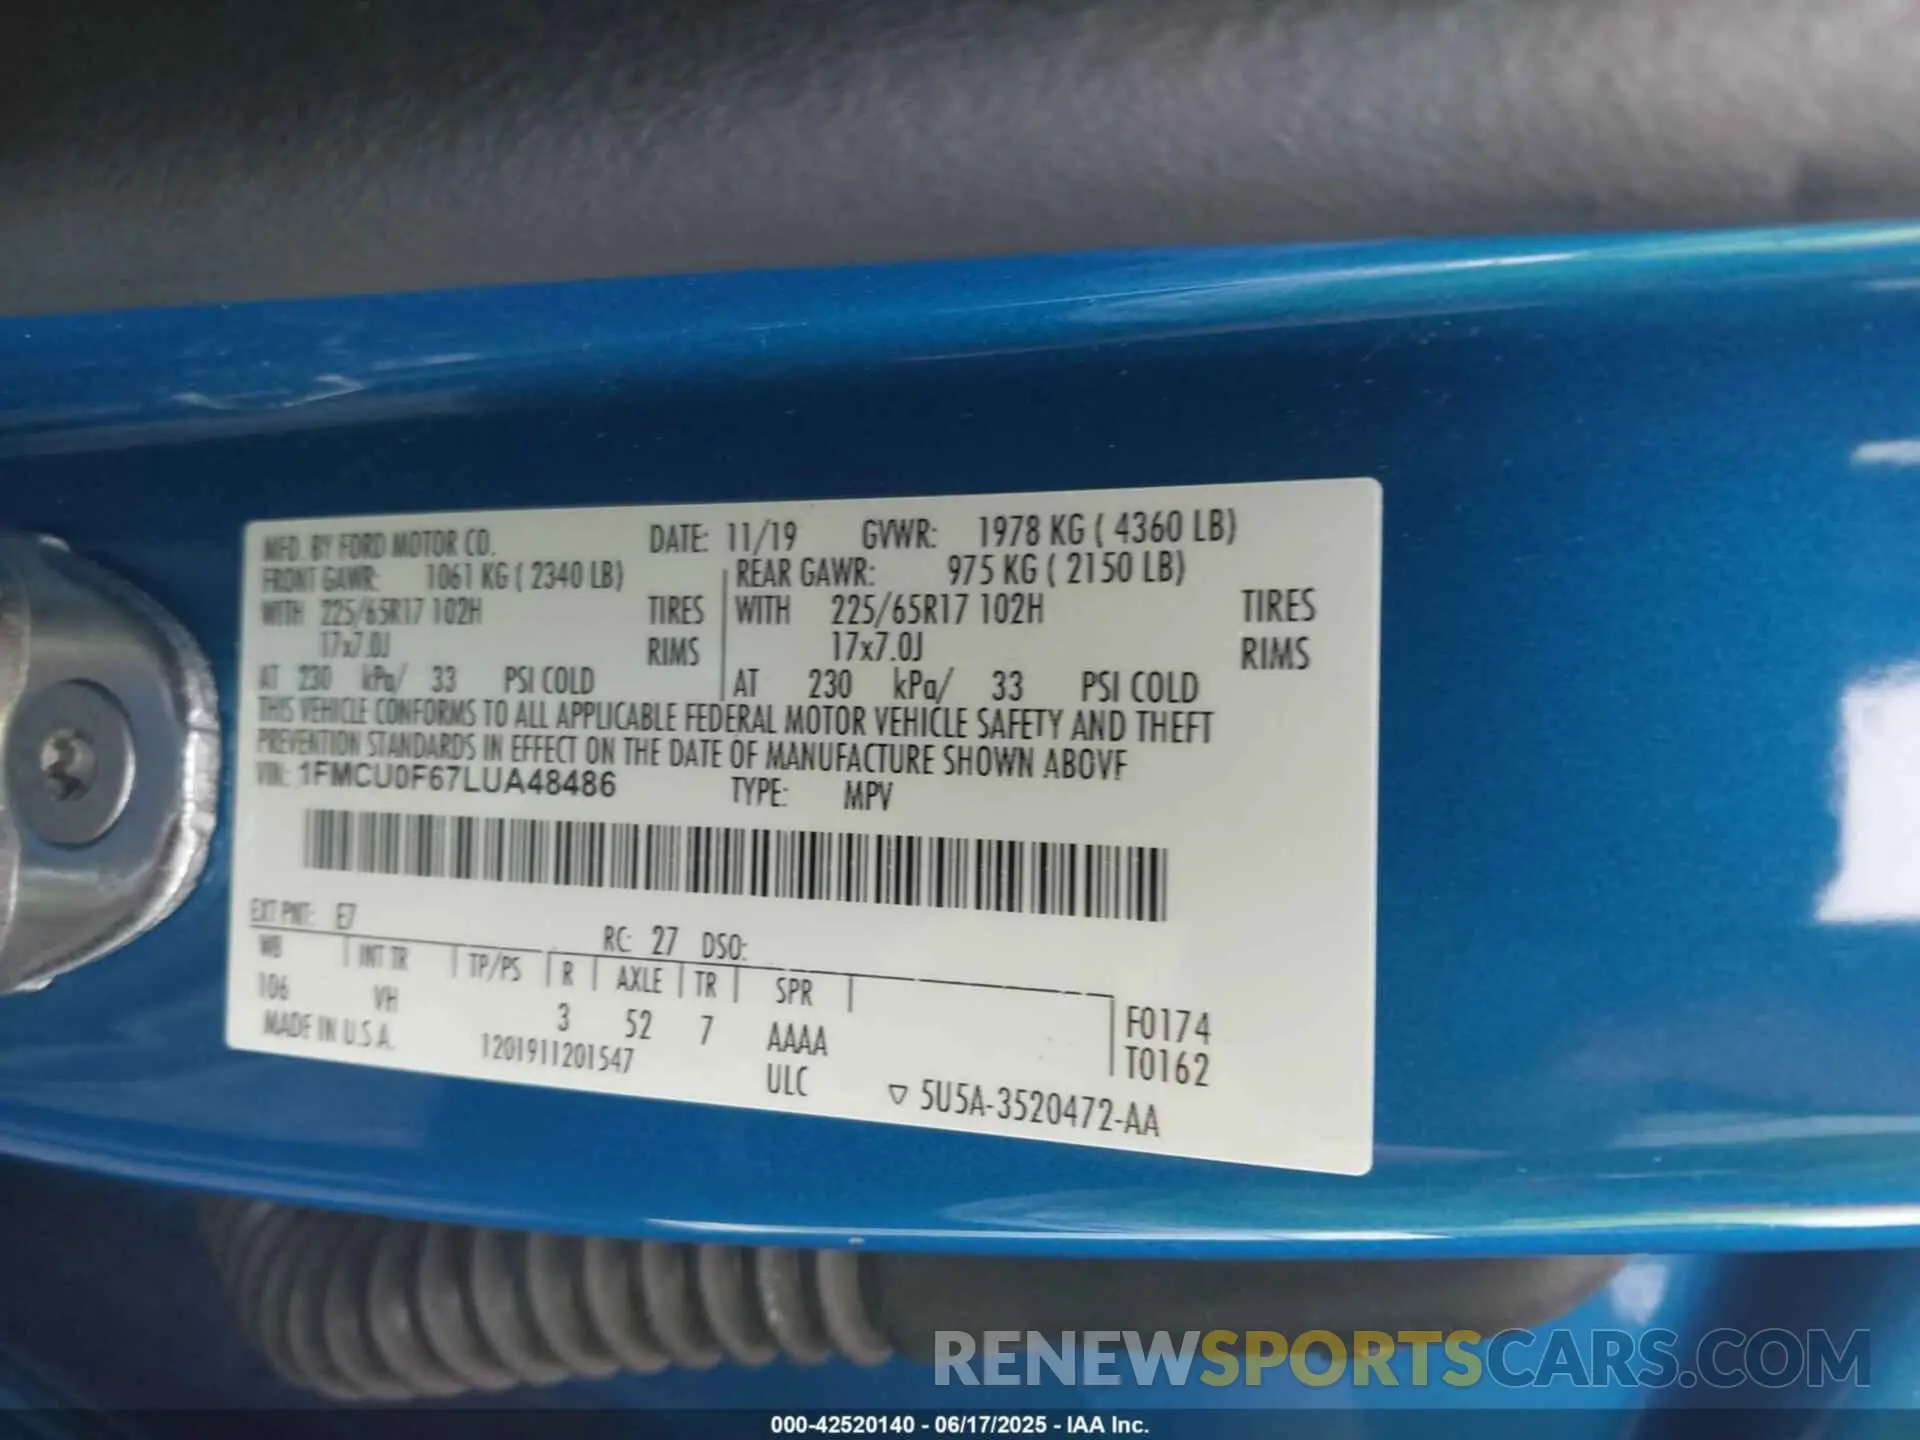 MFD. BY FORD MOTOR CO. DATE: 11/19 GVWR: 1978 KG ( 4360 LB)
FRONT GAWR: 1061 KG ( 2340 LB) REAR GAWR: 975 KG ( 2150 LB)
WITH 225/65R17 102H TIRES WITH 225/65R17 102H TIRES
17x7.0J RIMS 17x7.0J RIMS
AT 230 kPa/ 33 PSI COLD AT 230 kPa/ 33 PSI COLD
THIS VEHICLE CONFORMS TO ALL APPLICABLE FEDERAL MOTOR VEHICLE SAFETY AND THEFT
PREVENTION STANDARDS IN EFFECT ON THE DATE OF MANUFACTURE SHOWN ABOVE
VIN: 1FMCU0F67LUA48486 TYPE: MPV
EXT PNT: E7 RC: 27 DSO:
WB INT TR TP/PS R AXLE TR SPR
106 VH 3 52 7 AAAA F0174
MADE IN U.S.A. 1201911201547 ULC T0162
▽ 5U5A-3520472-AA
RENEWSPORTSCARS.COM
000-42520140 - 06/17/2025 - IAA Inc.